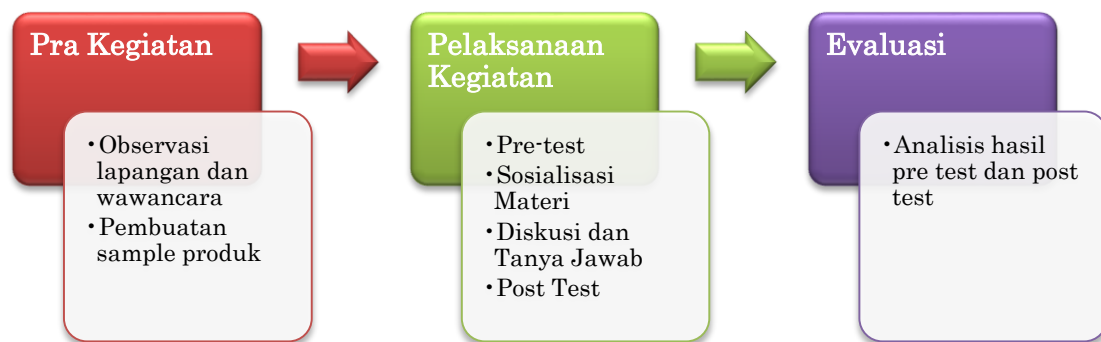 Pra Kegiatan
•Observasi
lapangan dan
wawancara
•Pembuatan
sample produk
Pelaksanaan
Kegiatan
•Pre-test
•Sosialisasi
Materi
•Diskusi dan
Tanya Jawab
•Post Test
Evaluasi
•Analisis hasil
pre test dan post
test